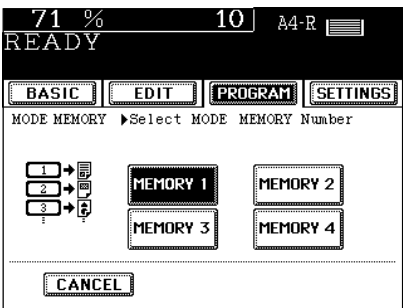 71 % 10 A4-R
READY
BASIC EDIT PROGRAM SETTINGS
MODE MEMORY ▶Select MODE MEMORY Number
1
2
3
MEMORY 1 MEMORY 2
MEMORY 3 MEMORY 4
CANCEL